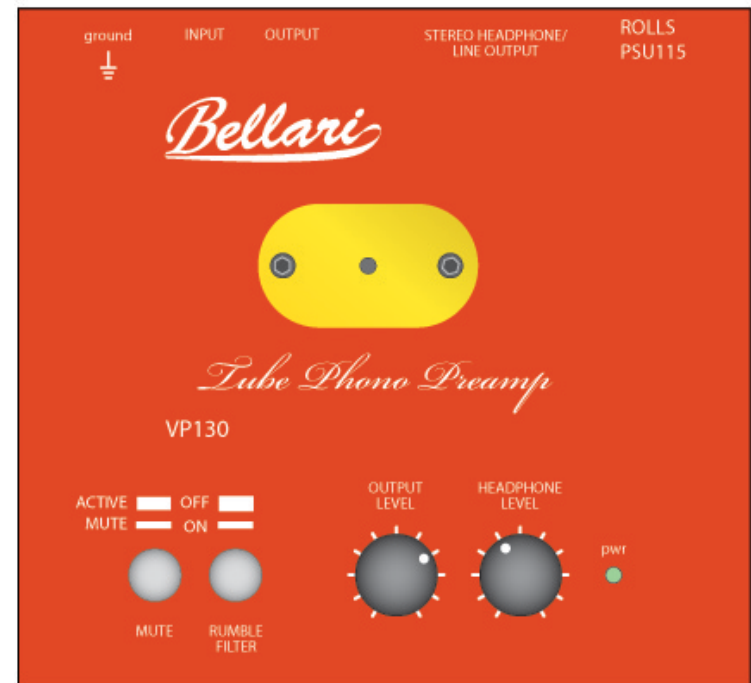 ground
INPUT
OUTPUT
STEREO HEADPHONE/
LINE OUTPUT
ROLLS
PSU115
Bellari
Tube Phono Preamp
VP130
ACTIVE OFF
MUTE ON
OUTPUT
LEVEL
HEADPHONE
LEVEL
pwr
MUTE
RUMBLE
FILTER